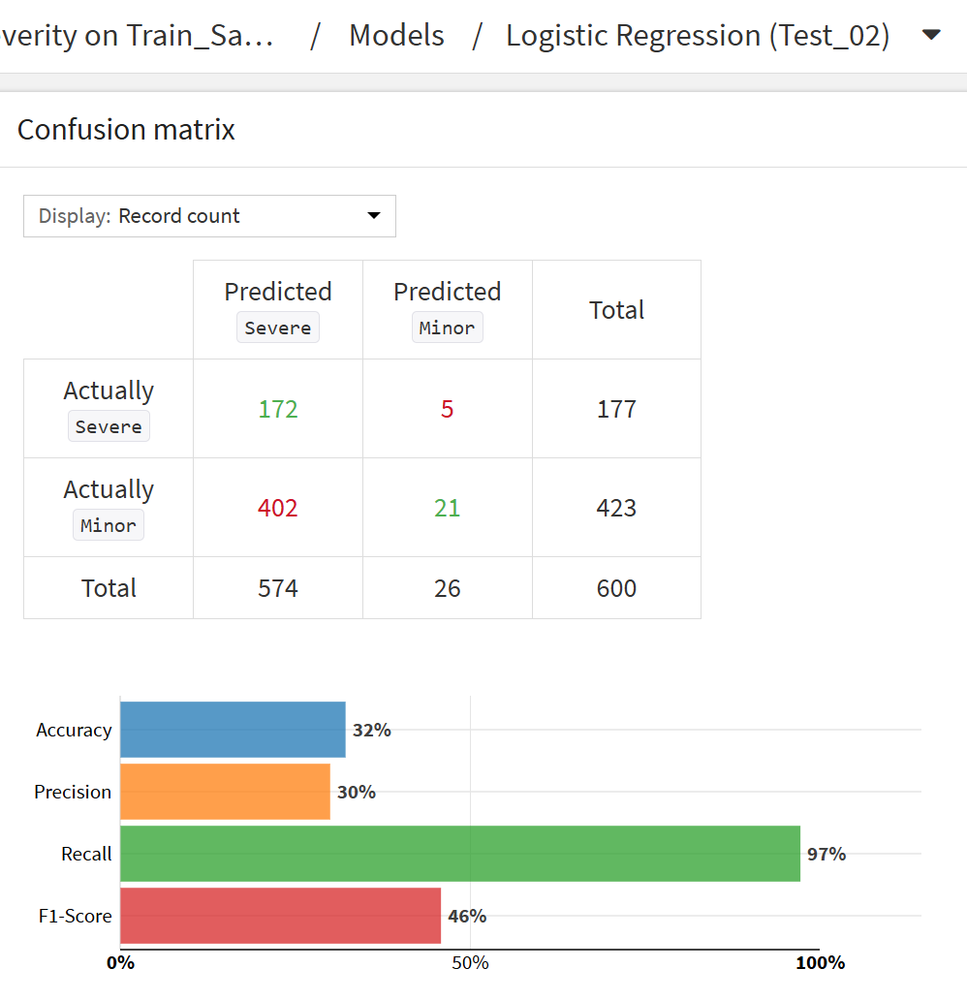 verity on Train_Sa... / Models / Logistic Regression (Test_02)
Confusion matrix
Display: Record count
Predicted Severe Predicted Minor Total
Actually Severe 172 5 177
Actually Minor 402 21 423
Total 574 26 600
Accuracy 32%
Precision 30%
Recall 97%
F1-Score 46%
0% 50% 100%